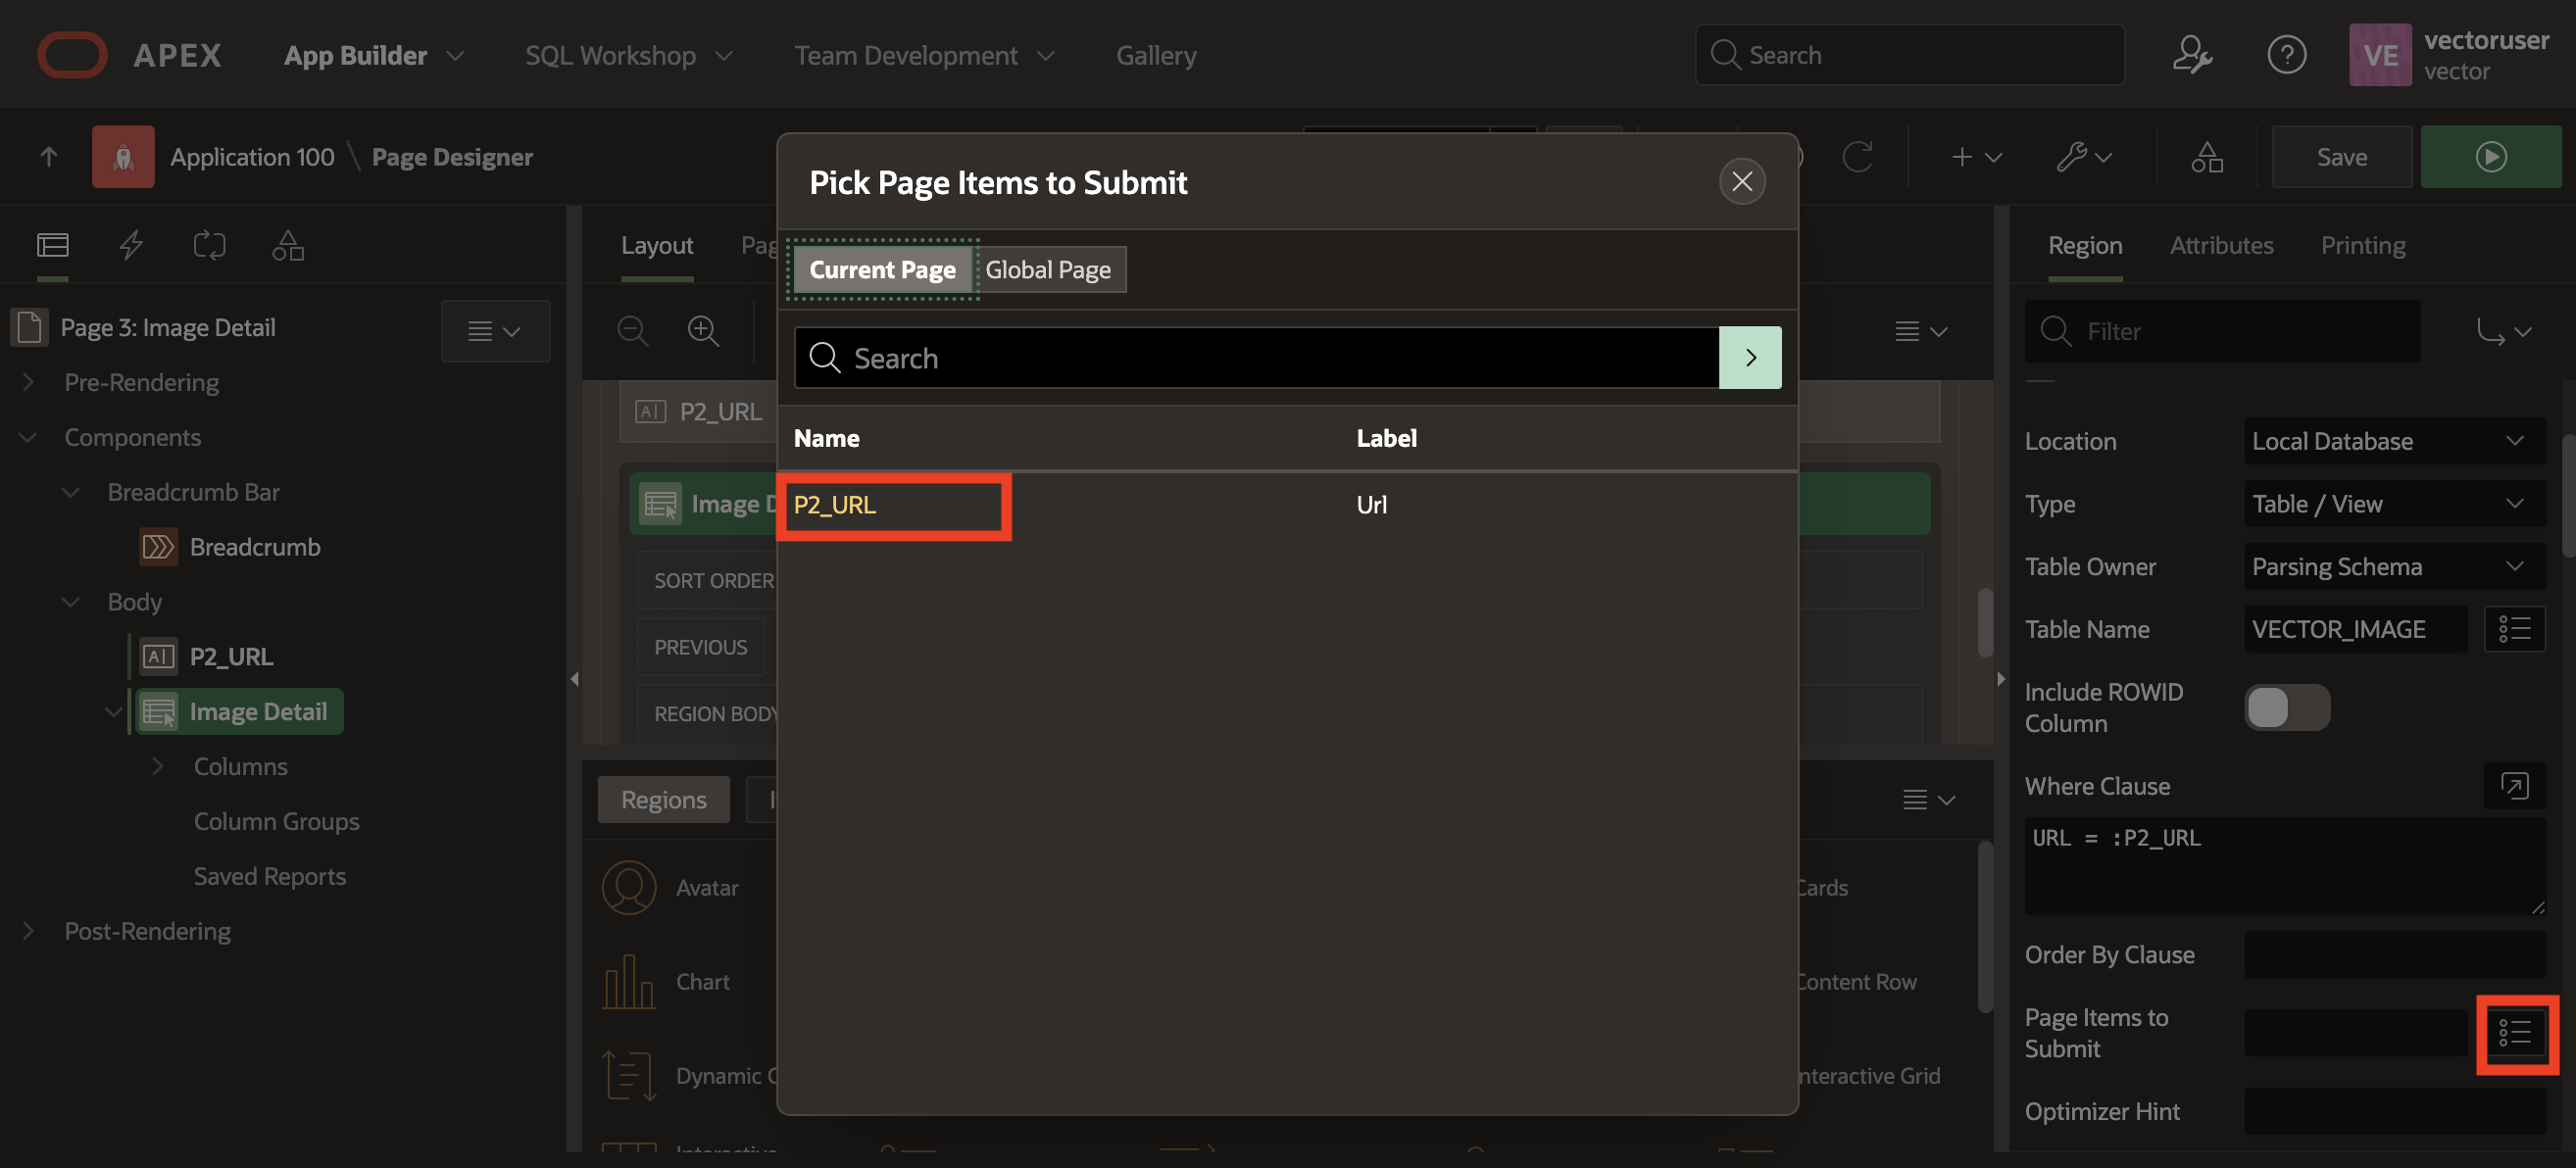 APEX App Builder SQL Workshop Team Development Gallery Search VE vectoruser
vector
Application 100 \ Page Designer Save
Pick Page Items to Submit
Layout Region Attributes Printing
Current Page Global Page
Page 3: Image Detail Filter
Search
Pre-Rendering
P2_URL
Components
Name Label
Location Local Database
Breadcrumb Bar
P2_URL Url
Image D
Type Table / View
Breadcrumb
Table Owner Parsing Schema
SORT ORDER
Body
Table Name VECTOR_IMAGE
PREVIOUS
P2_URL
Include ROWID
Column
Image Detail
REGION BODY
Columns
Where Clause
Regions
Column Groups
URL = :P2_URL
Saved Reports
Avatar Cards
Post-Rendering
Order By Clause
Chart Content Row
Page Items to
Submit
Dynamic Interactive Grid
Optimizer Hint
Interactive